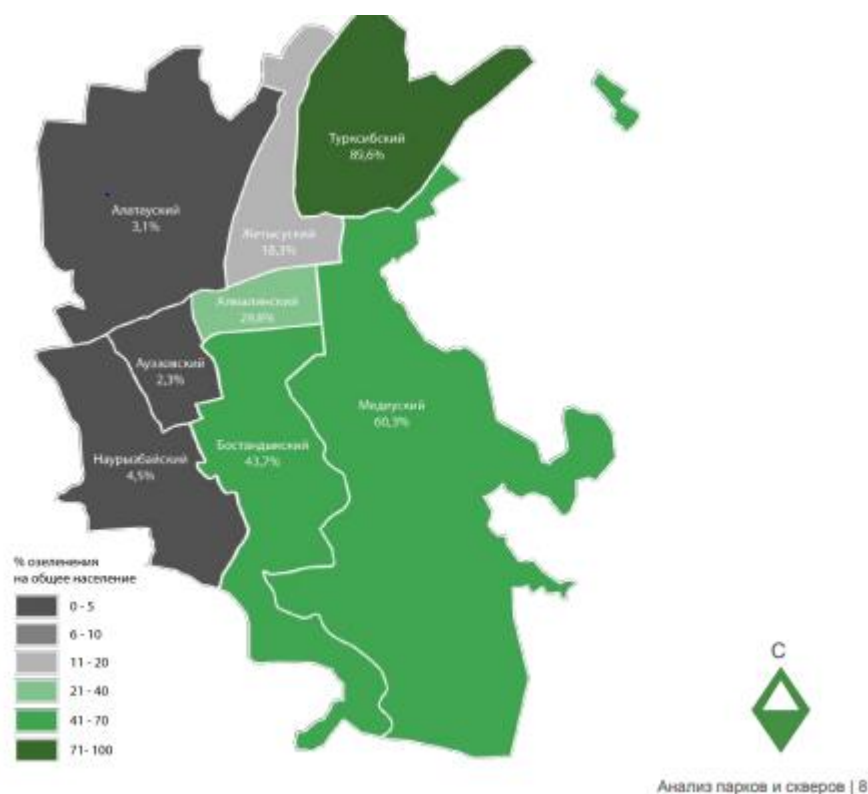 Турксибский
89,6%
Алатауский
3,1%
Жетысуский
18,3%
Алмалинский
28,8%
Ауэзовский
2,3%
Медеуский
60,3%
Бостандыкский
43,7%
Наурызбайский
4,5%
% озеленения
на общее население
0 - 5
6 - 10
11 - 20
21 - 40
41 - 70
71- 100
С
Анализ парков и скверов | 8